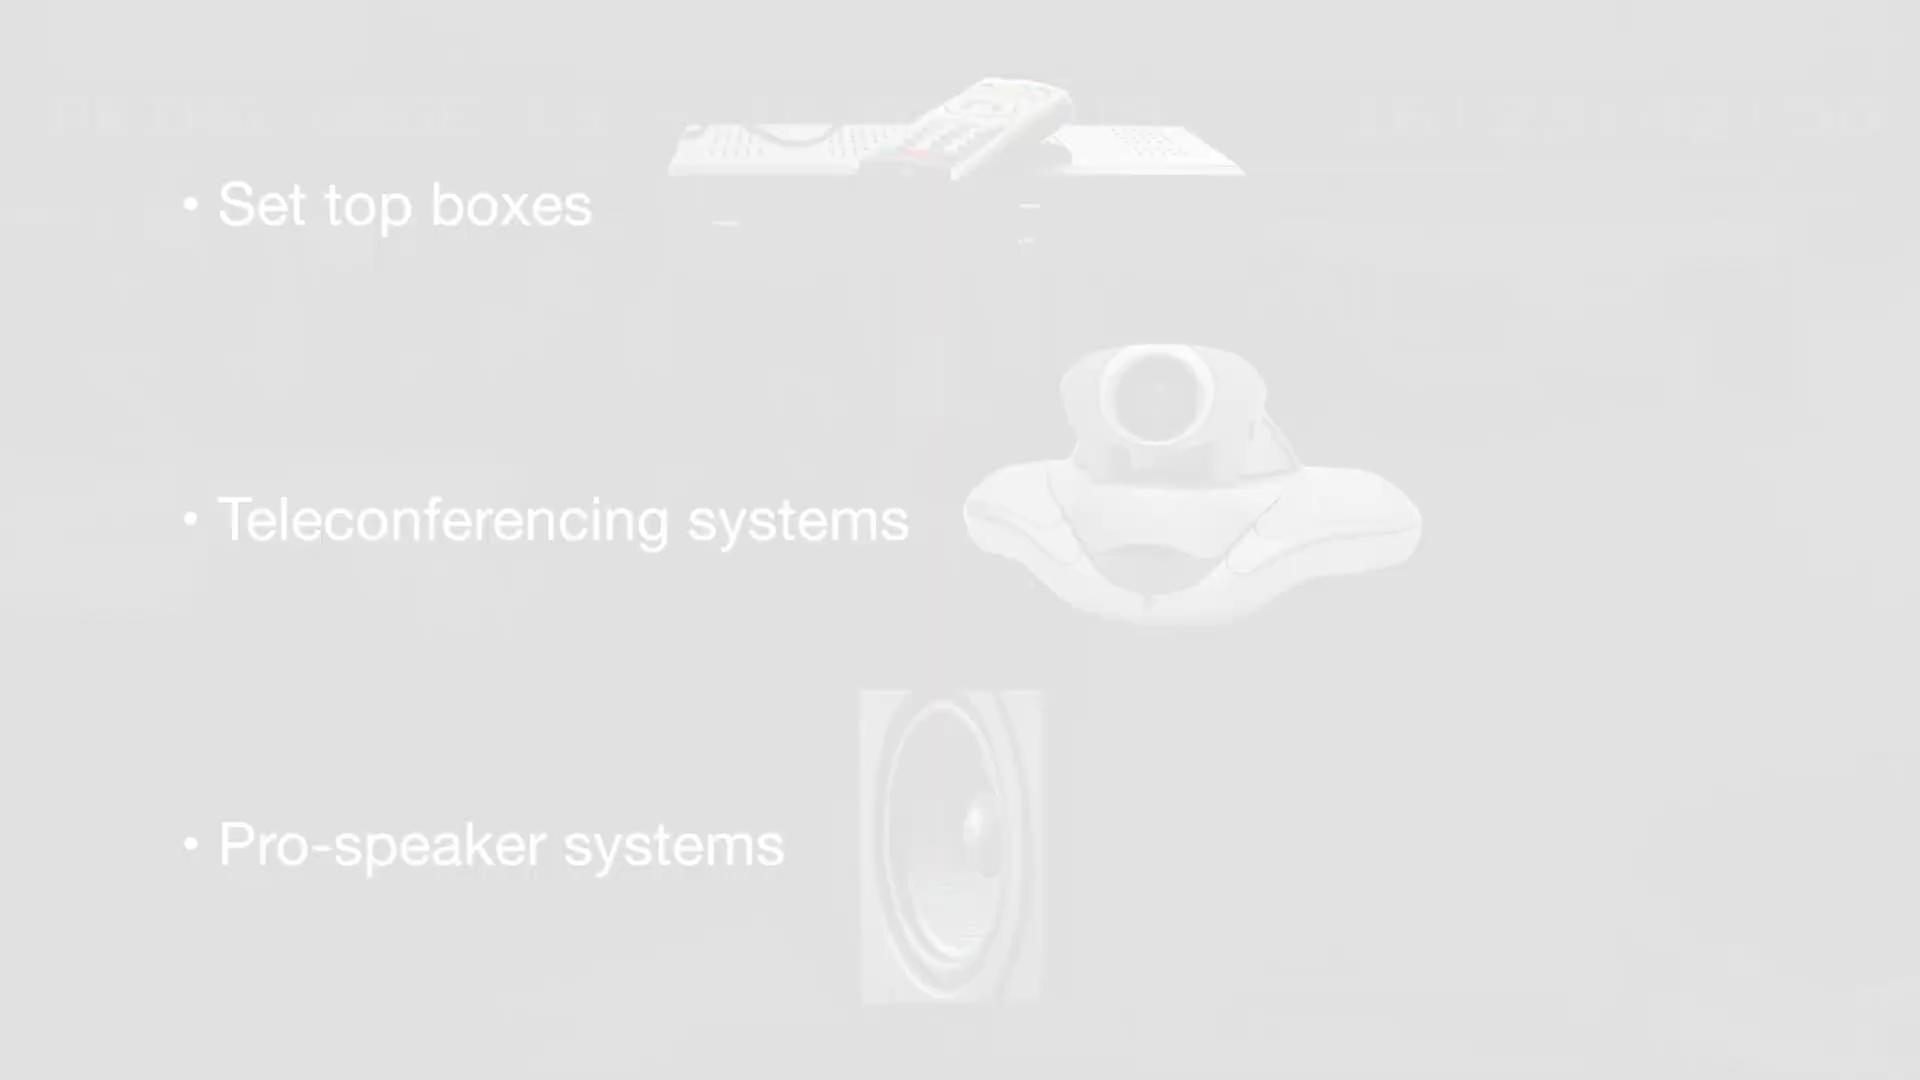 • Set top boxes
• Teleconferencing systems
• Pro-speaker systems